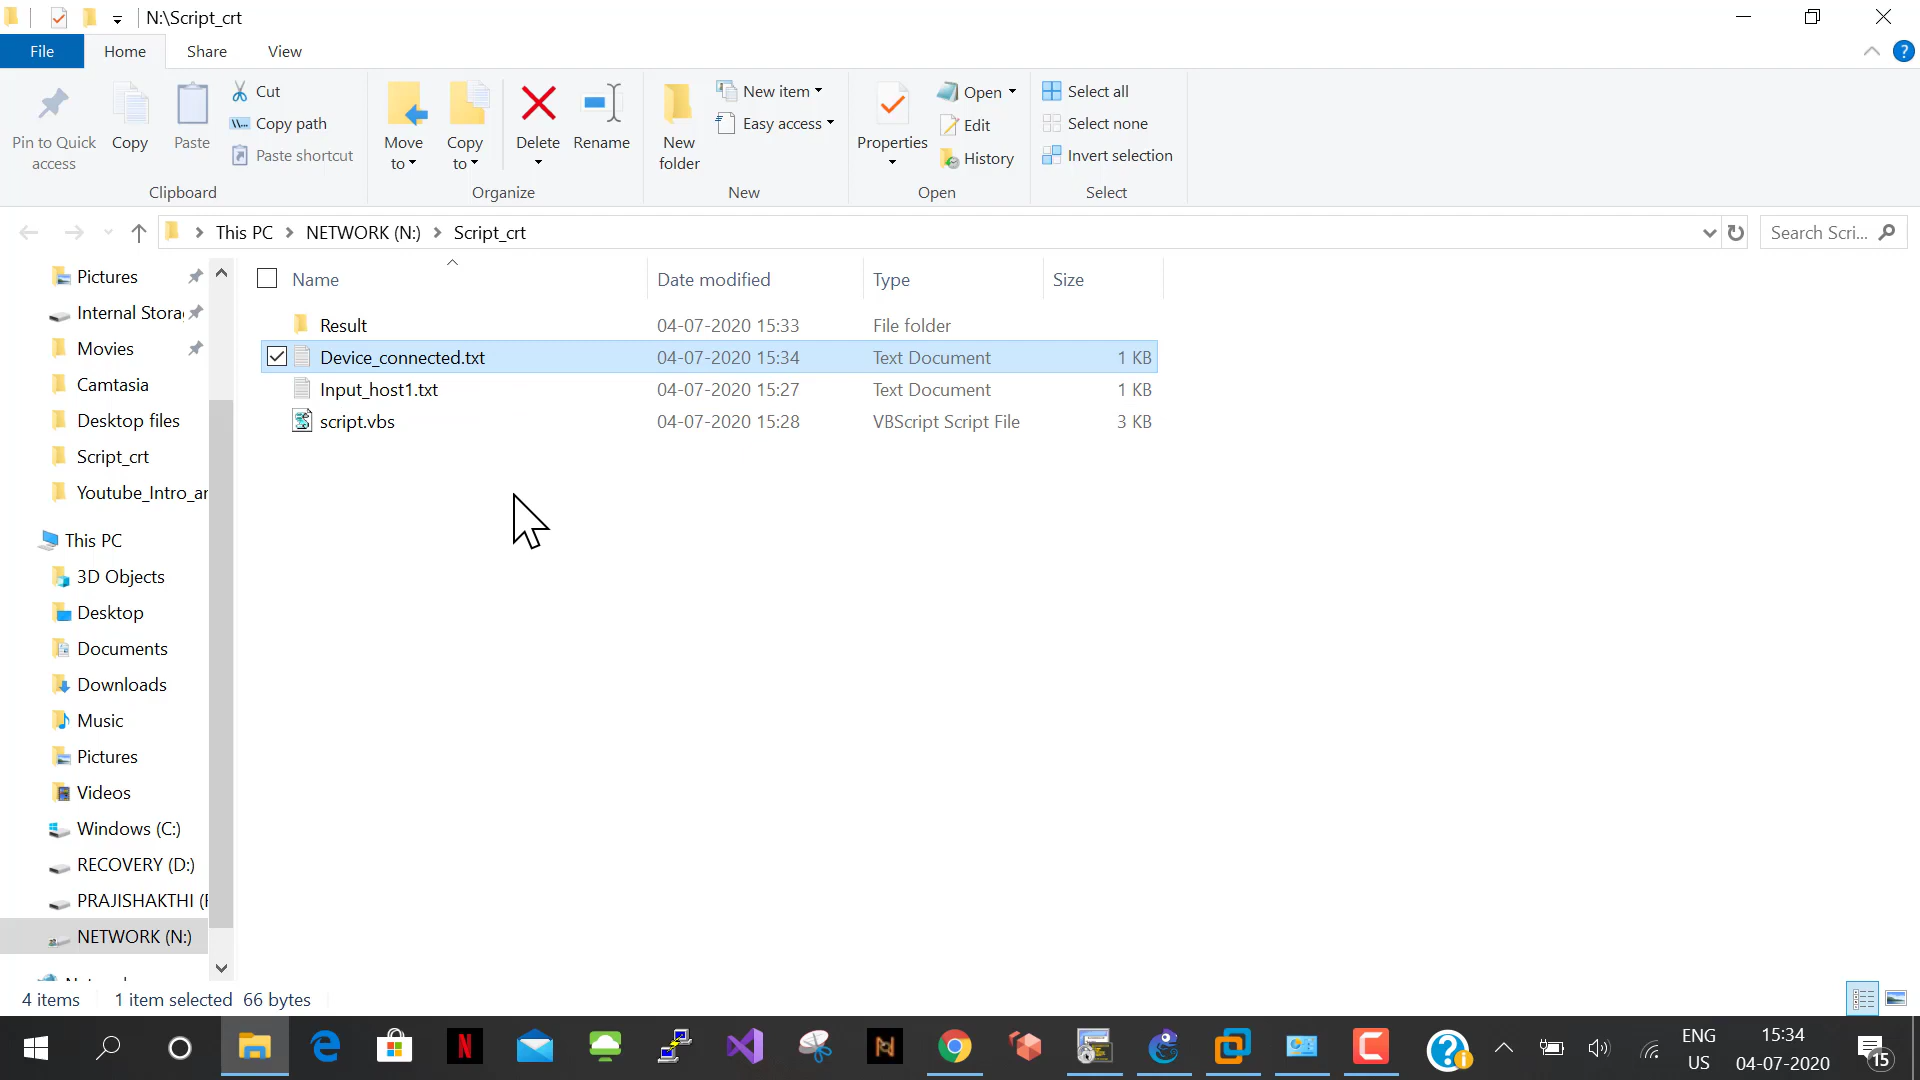 N:\Script_crt
File
Home
Share
View
Pin to Quick access
Copy
Paste
Cut
Copy path
Paste shortcut
Clipboard
Move to
Copy to
Delete
Rename
Organize
New folder
New item
Easy access
New
Properties
Open
Edit
History
Open
Select all
Select none
Invert selection
Select
This PC
NETWORK (N:)
Script_crt
Search Scri...
Pictures
Internal Stora
Movies
Camtasia
Desktop files
Script_crt
Youtube_Intro_ar
This PC
3D Objects
Desktop
Documents
Downloads
Music
Pictures
Videos
Windows (C:)
RECOVERY (D:)
PRAJISHAKTHI (F
NETWORK (N:)
Name Date modified Type Size
Result 04-07-2020 15:33 File folder
Device_connected.txt 04-07-2020 15:34 Text Document 1 KB
Input_host1.txt 04-07-2020 15:27 Text Document 1 KB
script.vbs 04-07-2020 15:28 VBScript Script File 3 KB
4 items 1 item selected 66 bytes
ENG
US
15:34
04-07-2020
15